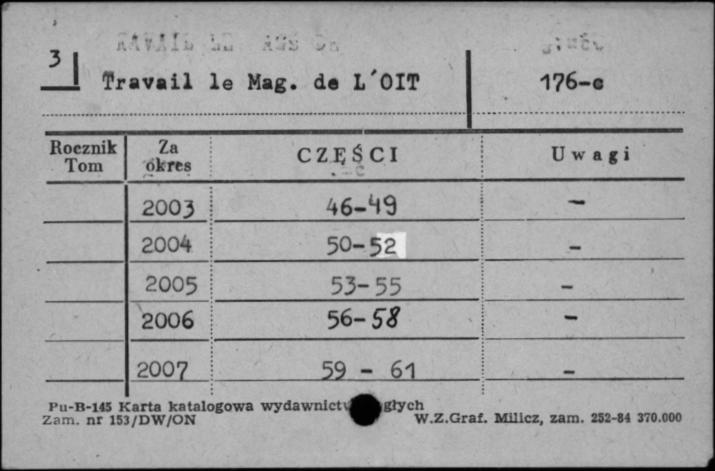 3
Travail le Mag. de L'OIT 176-c
Rocznik Tom Za okres CZĘŚCI Uwagi
2003 46-49 -
2004 50-52 -
2005 53-55 -
2006 56-58 -
2007 59 - 61 -
Pu-B-145 Karta katalogowa
Zam. nr 153/DW/ON W.Z.Graf. Milicz, zam. 252-84 370.000